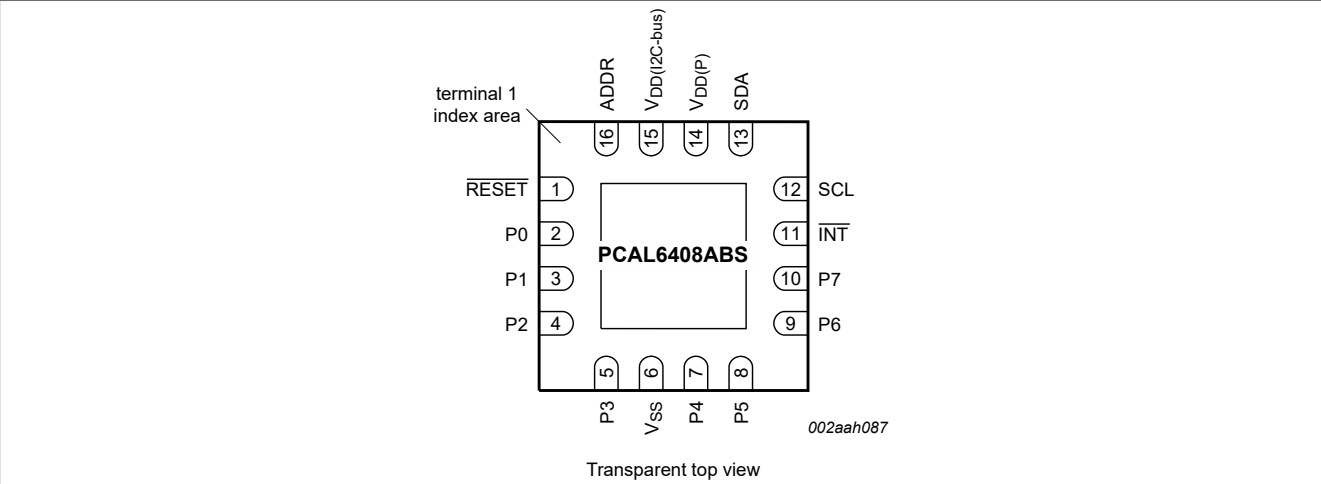 ADDR
VDD(I2C-bus)
VDD(P)
SDA
terminal 1
index area
16
15
14
13
RESET
1
12
SCL
P0
2
11
INT
PCAL6408ABS
P1
3
10
P7
P2
4
9
P6
5
6
7
8
P3
VSS
P4
P5
002aah087
Transparent top view